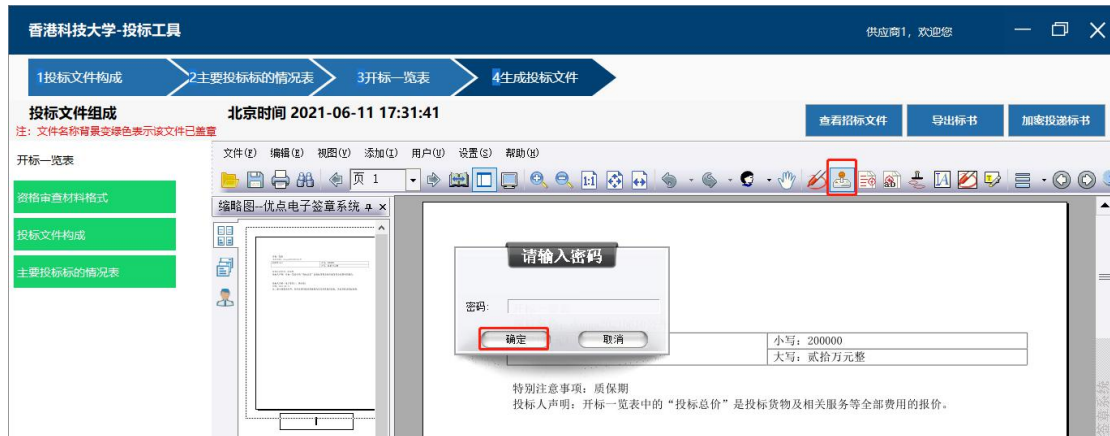 香港科技大学-投标工具
供应商1，欢迎您
1投标文件构成
2主要投标标的情况表
3开标一览表
4生成投标文件
投标文件组成
北京时间 2021-06-11 17:31:41
注：文件名称背景变绿色表示该文件已盖章
查看招标文件
导出标书
加密投递标书
开标一览表
资格审查材料格式
投标文件构成
主要投标标的情况表
文件(F) 编辑(E) 视图(V) 添加(I) 用户(U) 设置(S) 帮助(H)
页 1
缩略图--优点电子签章系统
1
请输入密码
密码:
确定
取消
小写：200000
大写：贰拾万元整
特别注意事项：质保期
投标人声明：开标一览表中的“投标总价”是投标货物及相关服务等全部费用的报价。
签章系统